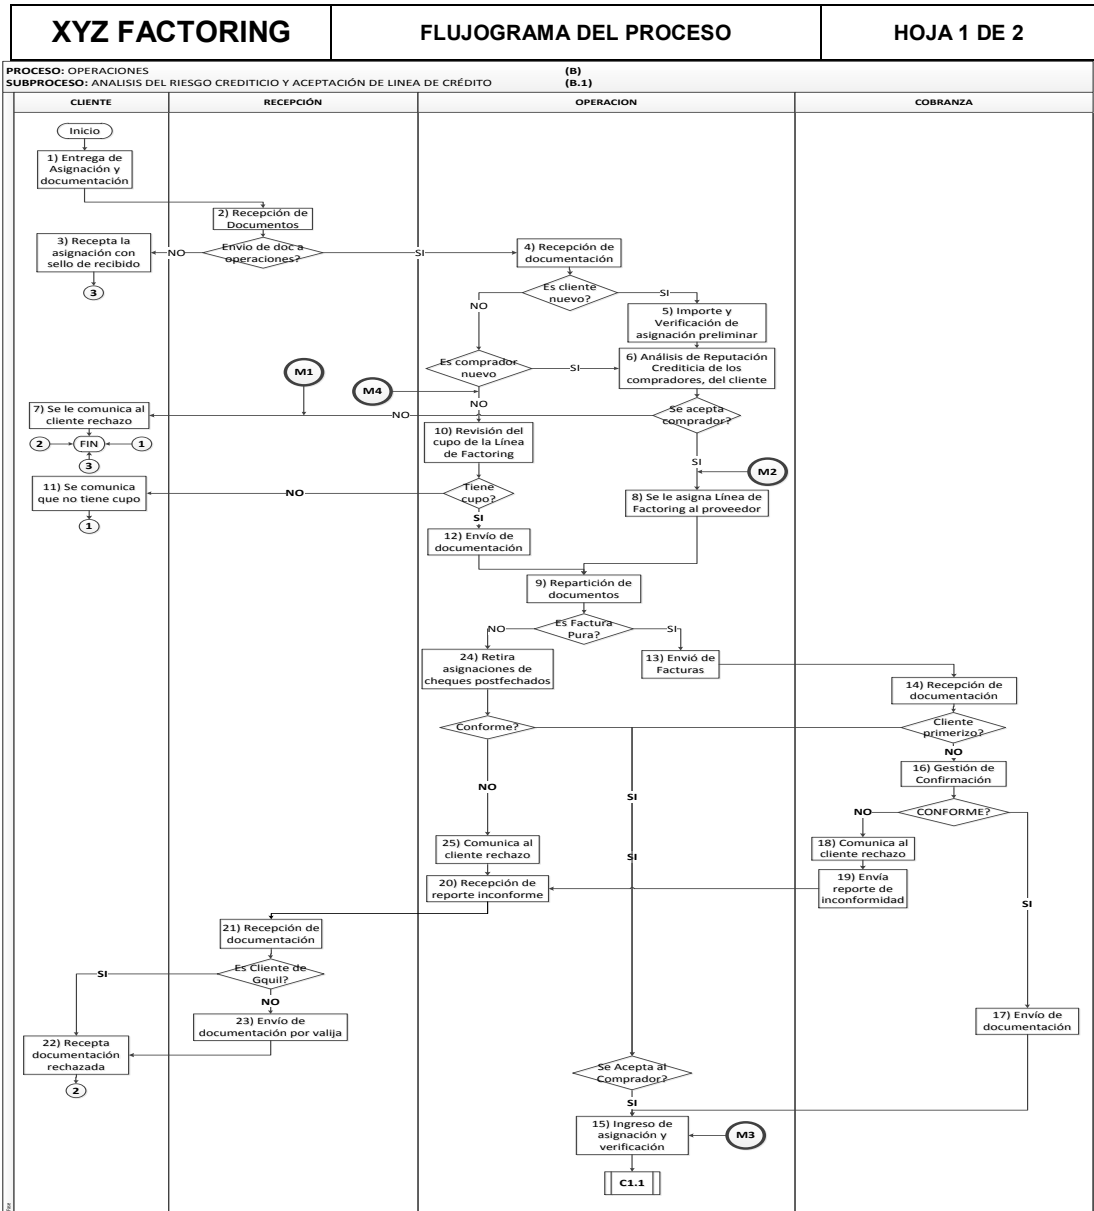 XYZ FACTORING
FLUJOGRAMA DEL PROCESO
HOJA 1 DE 2
PROCESO: OPERACIONES (B)
SUBPROCESO: ANALISIS DEL RIESGO CREDITICIO Y ACEPTACIÓN DE LINEA DE CRÉDITO (B.1)
CLIENTE
RECEPCIÓN
OPERACION
COBRANZA
Inicio
1) Entrega de
Asignación y
documentación
2) Recepción de
Documentos
3) Recepta la
asignación con
sello de recibido
NO
Envio de doc a
operaciones?
SI
4) Recepción de
documentación
3
Es cliente
nuevo?
SI
NO
5) Importe y
Verificación de
asignación preliminar
Es comprador
nuevo
SI
6) Análisis de Reputación
Crediticia de los
compradores, del cliente
M1
M4
NO
7) Se le comunica al
cliente rechazo
NO
Se acepta
comprador?
2
FIN
1
3
10) Revisión del
cupo de la Línea
de Factoring
SI
M2
11) Se comunica
que no tiene cupo
NO
Tiene
cupo?
8) Se le asigna Línea de
Factoring al proveedor
1
SI
12) Envío de
documentación
9) Repartición de
documentos
NO
Es Factura
Pura?
SI
24) Retira
asignaciones de
cheques postfechados
13) Envió de
Facturas
14) Recepción de
documentación
Conforme?
Cliente
primerizo?
NO
16) Gestión de
Confirmación
NO
SI
NO
CONFORME?
25) Comunica al
cliente rechazo
SI
18) Comunica al
cliente rechazo
20) Recepción de
reporte inconforme
19) Envía
reporte de
inconformidad
SI
21) Recepción de
documentación
SI
Es Cliente de
Gquil?
NO
23) Envío de
documentación por valija
17) Envío de
documentación
22) Recepta
documentación
rechazada
2
Se Acepta al
Comprador?
SI
15) Ingreso de
asignación y
verificación
M3
C1.1